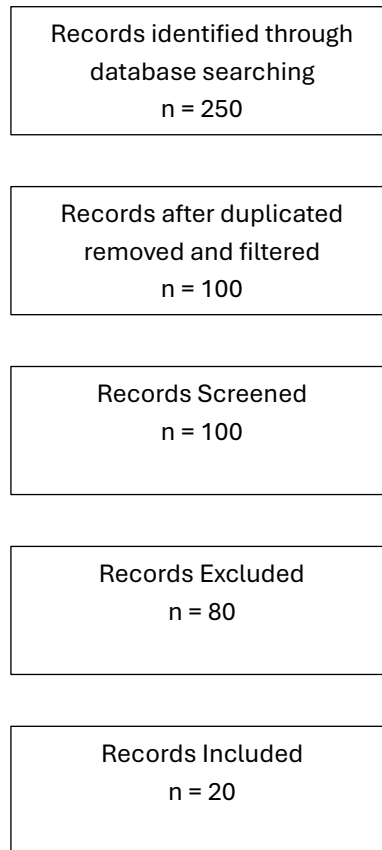 Records identified through
database searching
n = 250
Records after duplicated
removed and filtered
n = 100
Records Screened
n = 100
Records Excluded
n = 80
Records Included
n = 20